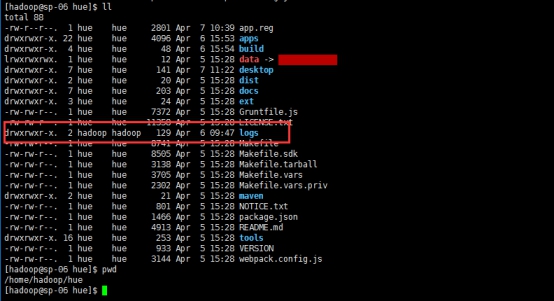 [hadoop@sp-06 hue]$ ll
total 88
-rw-r--r--. 1 hue hue 2801 Apr 7 10:39 app.reg
drwxrwxr-x. 22 hue hue 4096 Apr 6 15:53 apps
drwxrwxr-x. 4 hue hue 48 Apr 6 15:54 build
lrwxrwxrwx. 1 hue hue 12 Apr 5 15:28 data ->
drwxrwxr-x. 7 hue hue 141 Apr 7 11:22 desktop
drwxrwxr-x. 2 hue hue 20 Apr 5 15:28 dist
drwxrwxr-x. 7 hue hue 203 Apr 5 15:28 docs
drwxrwxr-x. 3 hue hue 24 Apr 5 15:28 ext
-rw-rw-r--. 1 hue hue 7372 Apr 5 15:28 Gruntfile.js
-rw-rw-r--. 1 hue hue 11358 Apr 5 15:28 LICENSE.txt
drwxrwxr-x. 2 hadoop hadoop 129 Apr 6 09:47 logs
-rw-rw-r--. 1 hue hue 8741 Apr 5 15:28 Makefile
-rw-rw-r--. 1 hue hue 8505 Apr 5 15:28 Makefile.sdk
-rw-rw-r--. 1 hue hue 3138 Apr 5 15:28 Makefile.tarball
-rw-rw-r--. 1 hue hue 3705 Apr 5 15:28 Makefile.vars
-rw-rw-r--. 1 hue hue 2302 Apr 5 15:28 Makefile.vars.priv
drwxrwxr-x. 2 hue hue 21 Apr 5 15:28 maven
-rw-rw-r--. 1 hue hue 801 Apr 5 15:28 NOTICE.txt
-rw-rw-r--. 1 hue hue 1466 Apr 5 15:28 package.json
-rw-rw-r--. 1 hue hue 4913 Apr 5 15:28 README.md
drwxrwxr-x. 16 hue hue 253 Apr 5 15:28 tools
-rw-rw-r--. 1 hue hue 933 Apr 5 15:28 VERSION
-rw-rw-r--. 1 hue hue 3144 Apr 5 15:28 webpack.config.js
[hadoop@sp-06 hue]$ pwd
/home/hadoop/hue
[hadoop@sp-06 hue]$